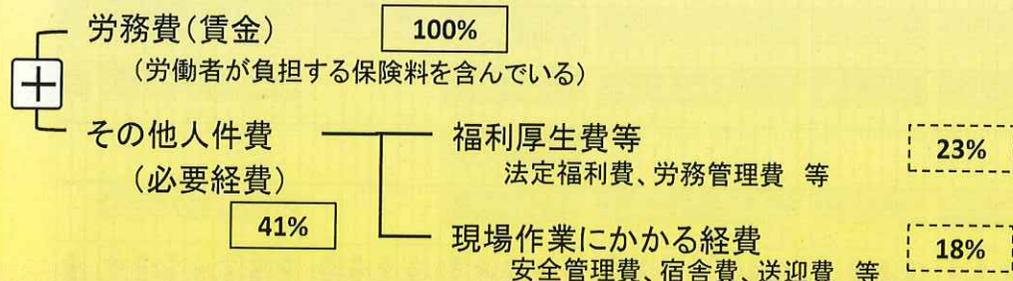 労務費(賃金) 100%
(労働者が負担する保険料を含んでいる)
+
その他人件費
(必要経費)
41%
福利厚生費等 23%
法定福利費、労務管理費 等
現場作業にかかる経費 18%
安全管理費、宿舎費、送迎費 等